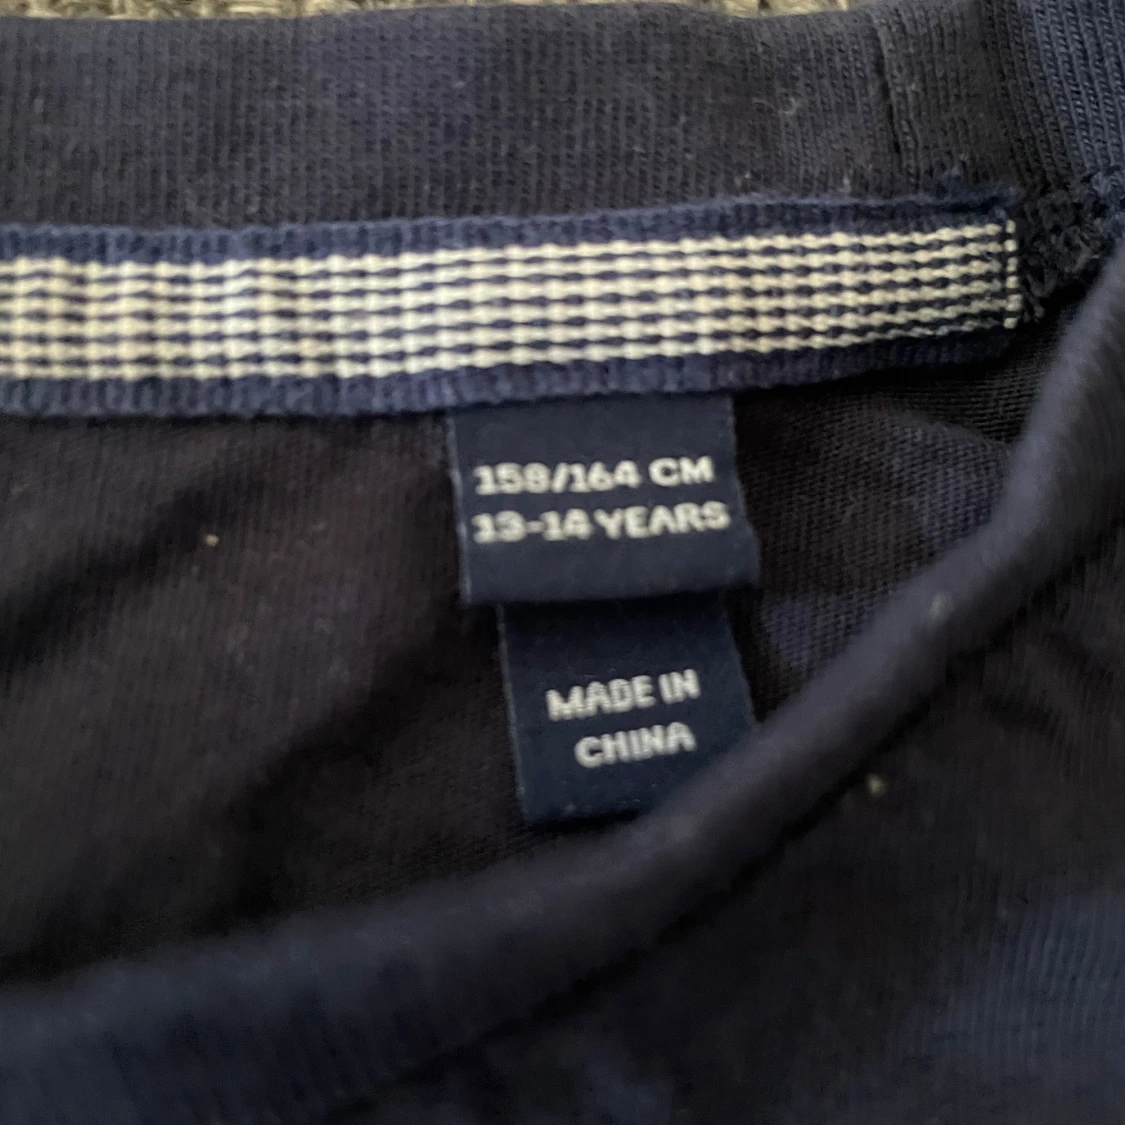 158/164 CM
13-14 YEARS
MADE IN
CHINA